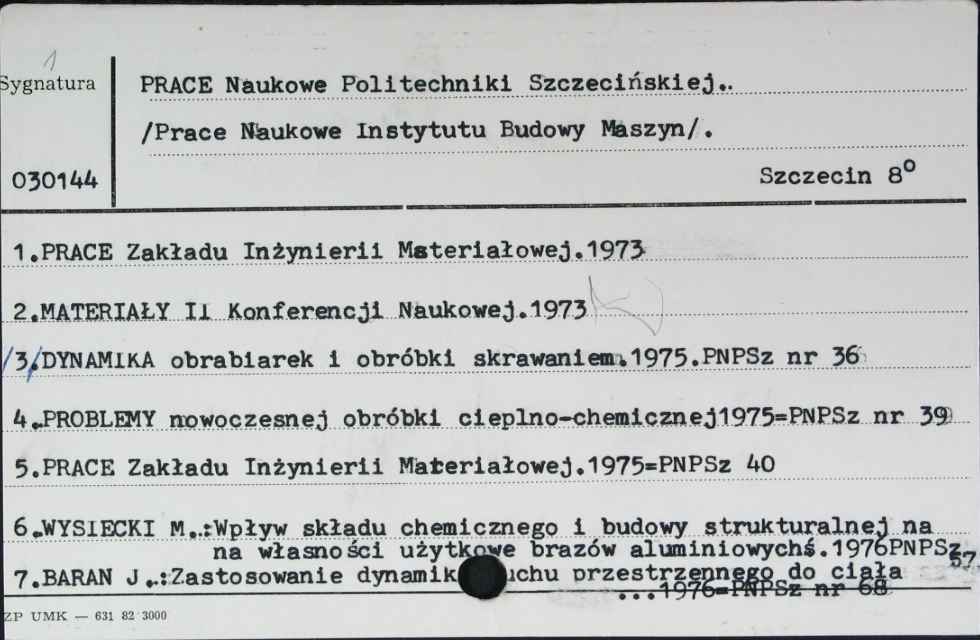 1
Sygnatura
PRACE Naukowe Politechniki Szczecińskiej..
/Prace Naukowe Instytutu Budowy Maszyn/.
030144
Szczecin 8°
1.PRACE Zakładu Inżynierii Materiałowej.1973
2.MATERIAŁY II Konferencji Naukowej.1973
/3./DYNAMIKA obrabiarek i obróbki skrawaniem.1975.PNPSz nr 36
4.PROBLEMY nowoczesnej obróbki cieplno-chemicznej1975=PNPSz nr 39
5.PRACE Zakładu Inżynierii Materiałowej.1975=PNPSz 40
6.WYSIECKI M.:Wpływ składu chemicznego i budowy strukturalnej na
na własności użytkowe brazów aluminiowychś.1976PNPSz
57
7.BARAN J.:Zastosowanie dynamik uchu przestrzennego do ciała
...1976=PNPSz nr 68
ZP UMK — 631 82 3000